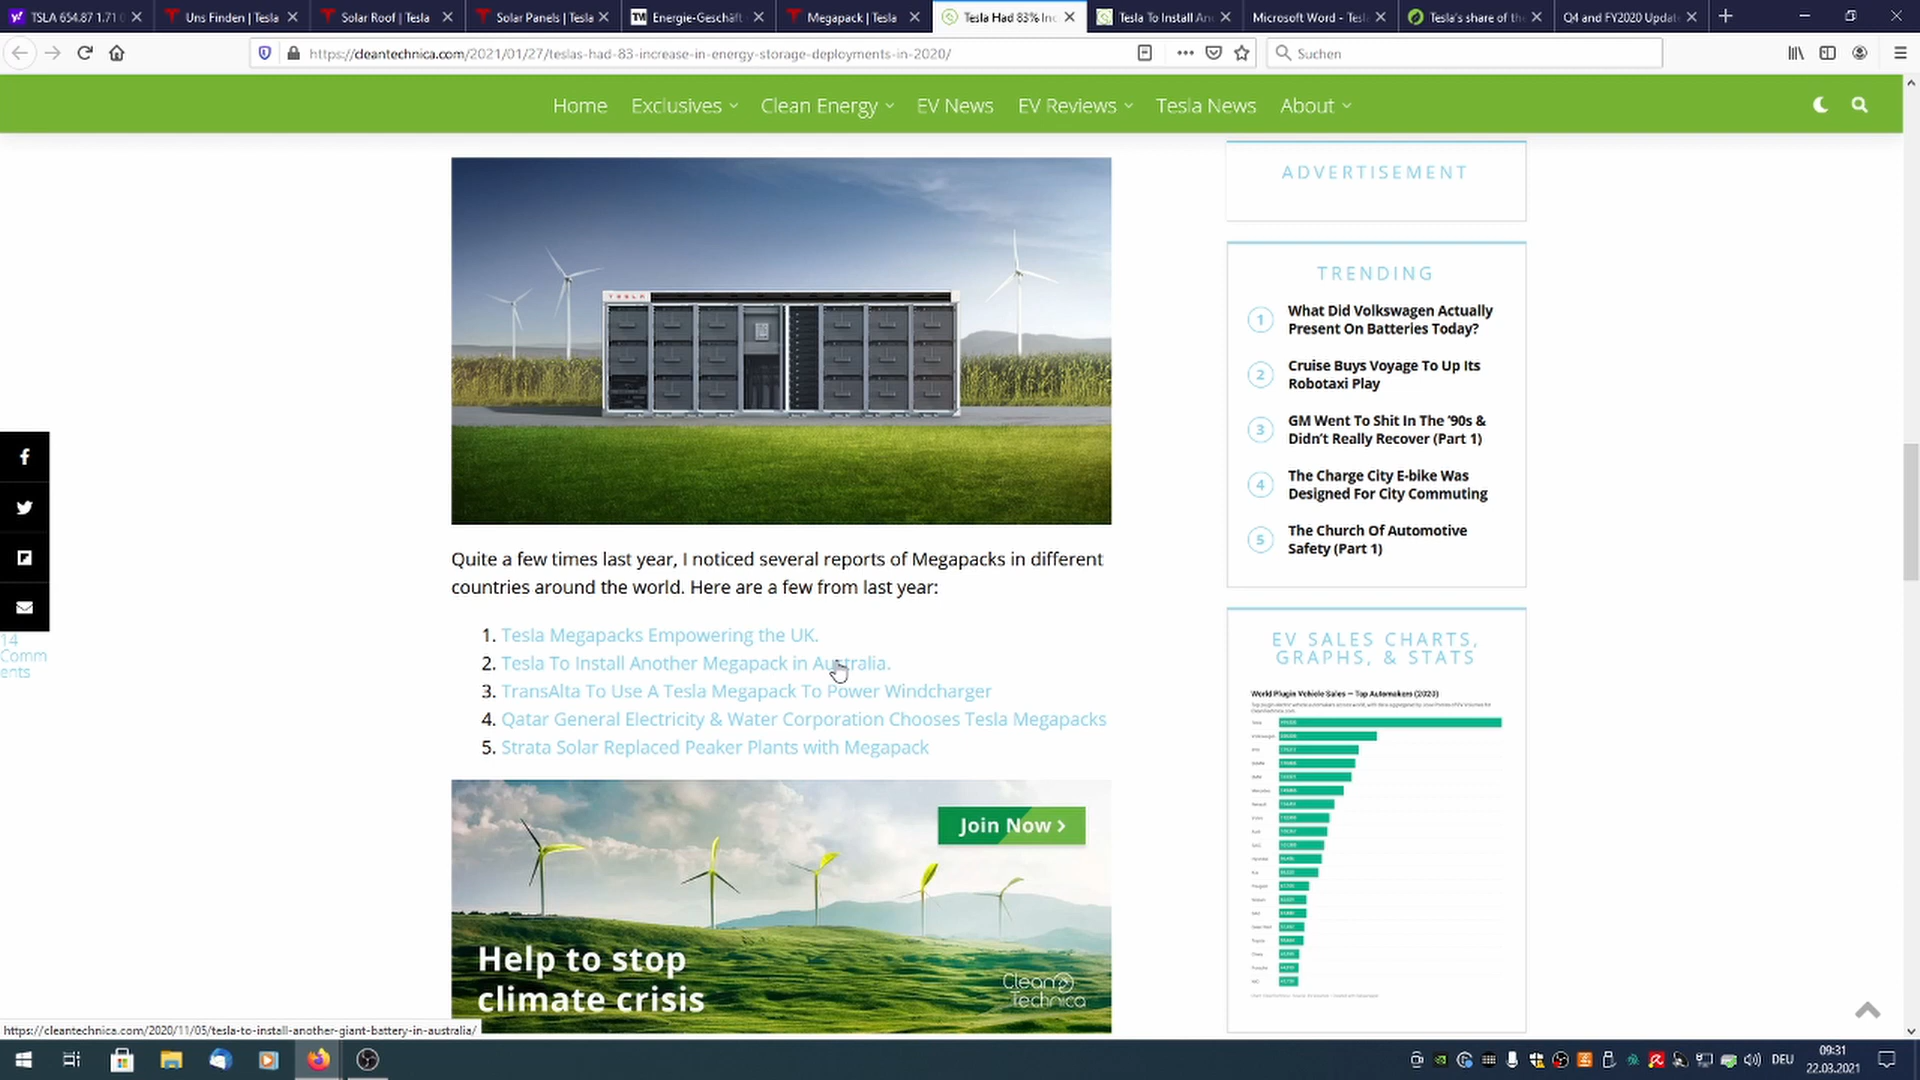 TSLA 654.87 1.71 0
Uns Finden | Tesla
Solar Roof | Tesla
Solar Panels | Tesla
Energie-Geschäft
Megapack | Tesla
Tesla Had 83% Inc
Tesla To Install An
Microsoft Word - Tesl
Tesla's share of the
Q4 and FY2020 Updat
https://cleantechnica.com/2021/01/27/teslas-had-83-increase-in-energy-storage-deployments-in-2020/
Suchen
Home
Exclusives
Clean Energy
EV News
EV Reviews
Tesla News
About
TESLA
Quite a few times last year, I noticed several reports of Megapacks in different
countries around the world. Here are a few from last year:
1. Tesla Megapacks Empowering the UK.
2. Tesla To Install Another Megapack in Australia.
3. TransAlta To Use A Tesla Megapack To Power Windcharger
4. Qatar General Electricity & Water Corporation Chooses Tesla Megapacks
5. Strata Solar Replaced Peaker Plants with Megapack
Join Now >
Help to stop
climate crisis
Clean
Technica
14
Comm
ents
ADVERTISEMENT
TRENDING
1 What Did Volkswagen Actually
Present On Batteries Today?
2 Cruise Buys Voyage To Up Its
Robotaxi Play
3 GM Went To Shit In The '90s &
Didn't Really Recover (Part 1)
4 The Charge City E-bike Was
Designed For City Commuting
5 The Church Of Automotive
Safety (Part 1)
EV SALES CHARTS,
GRAPHS, & STATS
World Plugin Vehicle Sales — Top Automakers (2020)
https://cleantechnica.com/2020/11/05/tesla-to-install-another-giant-battery-in-australia/
DEU
09:31
22.03.2021